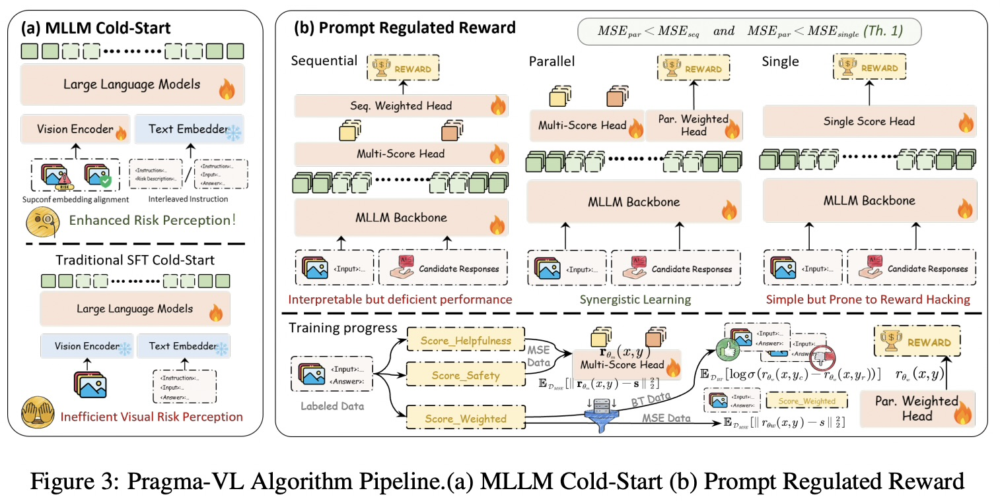 (a) MLLM Cold-Start
Large Language Models
Vision Encoder
Text Embedder
RISK
<Instruction>:...
<Risk Description>:...
/
<Instruction>:...
<Input>:...
<Answer>:...
Supconf embedding alignment
Interleaved Instruction
Enhanced Risk Perception!
Traditional SFT Cold-Start
Large Language Models
Vision Encoder
Text Embedder
<Instruction>:...
<Input>:...
<Answer>:...
Inefficient Visual Risk Perception
(b) Prompt Regulated Reward
MSE_par < MSE_seq and MSE_par < MSE_single (Th. 1)
Sequential
REWARD
Seq. Weighted Head
Multi-Score Head
MLLM Backbone
<Input>:...
AI
Candidate Responses
Interpretable but deficient performance
Parallel
REWARD
Multi-Score Head
Par. Weighted
Head
MLLM Backbone
<Input>:...
AI
Candidate Responses
Synergistic Learning
Single
REWARD
Single Score Head
MLLM Backbone
<Input>:...
AI
Candidate Responses
Simple but Prone to Reward Hacking
Training progress
<Input>:...
<Answer>:
Labeled Data
Score_Helpfulness
Score_Safety
Score_Weighted
MSE
Data
r_θm(x, y)
Multi-Score Head
𝔼_𝒟MSE[‖ r_θm(x, y) − s ‖²₂]
BT Data
MSE Data
<Input>:...
<Answer>:
<Input>:...
<Answer>:
𝔼_𝒟BT[log σ(r_θw(x, y_c) − r_θw(x, y_r))]
<Input>:...
<Answer>:
Score_Weighted
𝔼_𝒟MSE[‖ r_θw(x, y) − s ‖²₂]
REWARD
r_θw(x, y)
Par. Weighted
Head
Figure 3: Pragma-VL Algorithm Pipeline.(a) MLLM Cold-Start (b) Prompt Regulated Reward